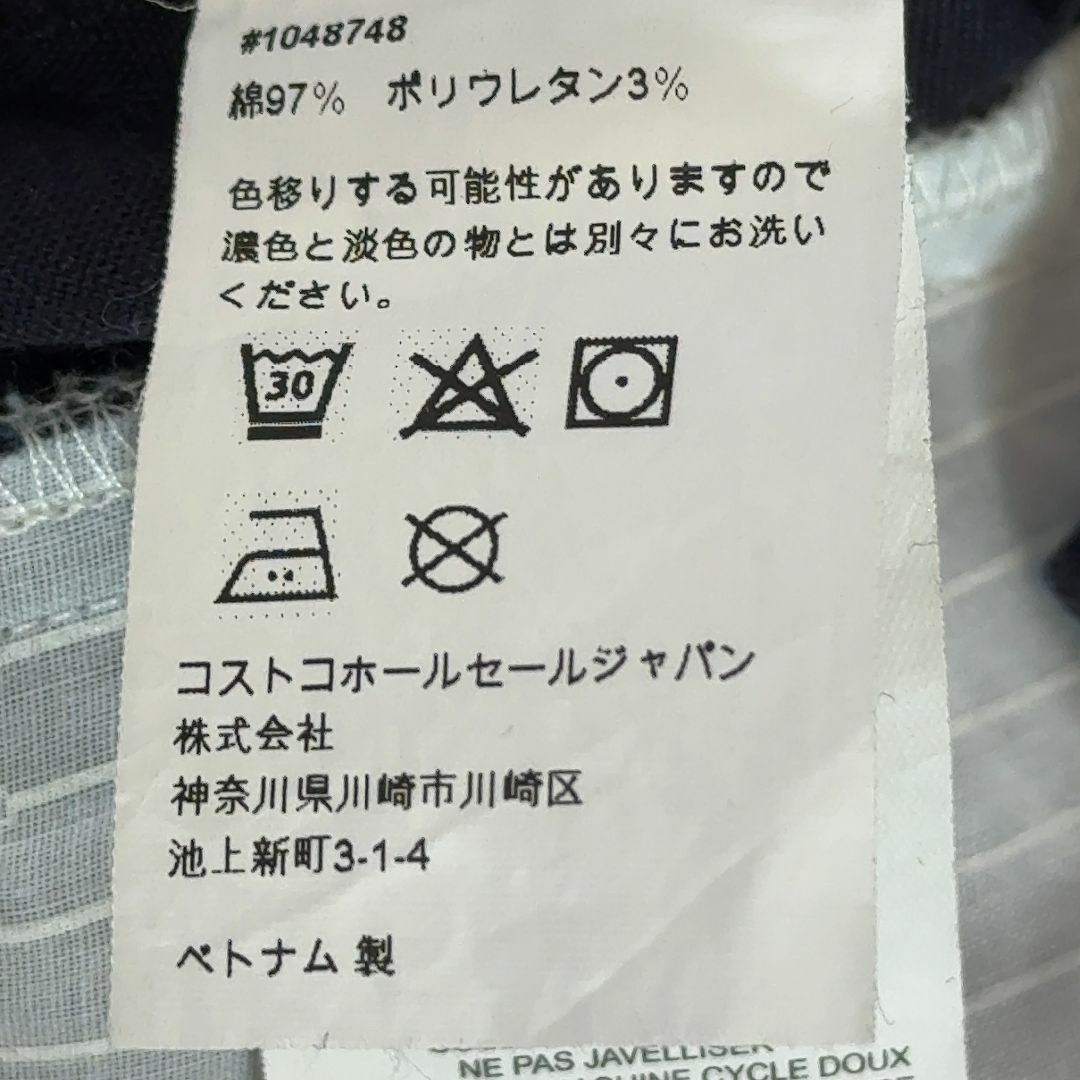 #1048748
綿97% ポリウレタン3%
色移りする可能性がありますので
濃色と淡色の物とは別々にお洗い
ください。
30
コストコホールセールジャパン
株式会社
神奈川県川崎市川崎区
池上新町3-1-4
ベトナム 製
NE PAS JAVELLISER
CYCLE DOUX